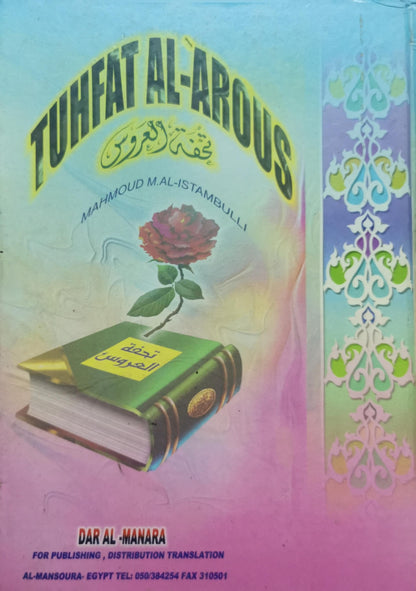 TUHFAT AL-`AROUS
تحفة العروس
MAHMOUD M.AL-ISTAMBULLI
تحفة
العروس
DAR AL -MANARA
FOR PUBLISHING , DISTRIBUTION TRANSLATION
AL-MANSOURA- EGYPT TEL: 050/384254 FAX 310501